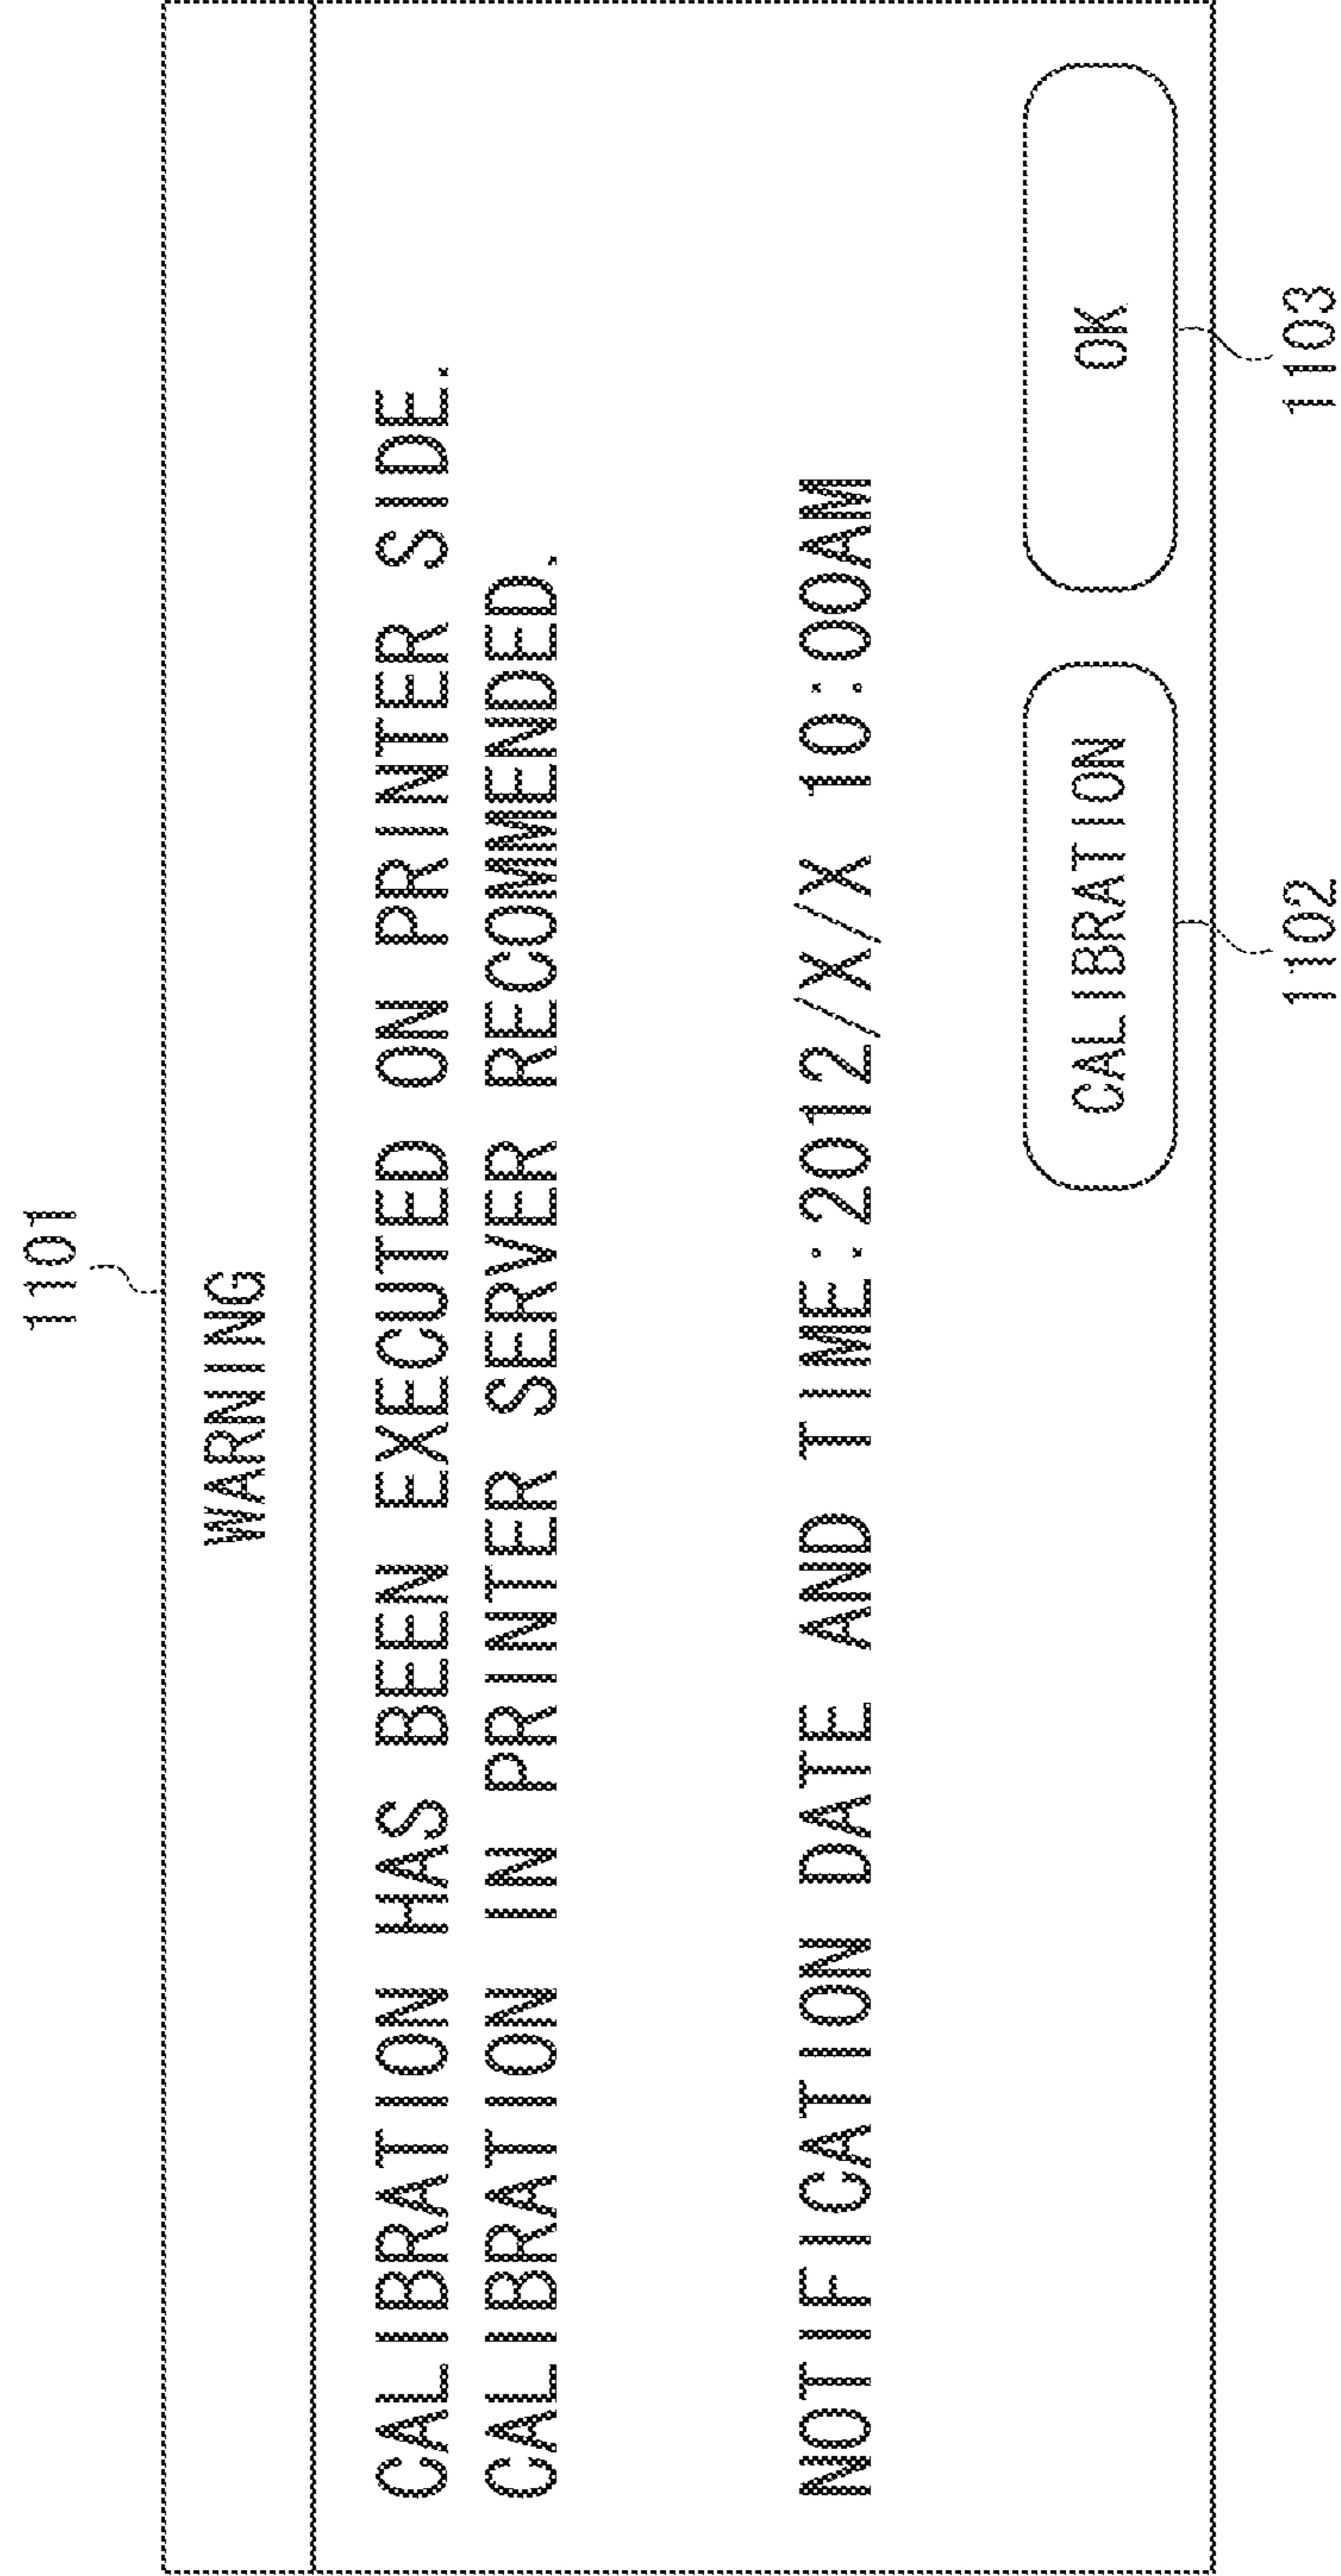 1101
WARNING
CALIBRATION HAS BEEN EXECUTED ON PRINTER SIDE.
CALIBRATION IN PRINTER SERVER RECOMMENDED.
NOTIFICATION DATE AND TIME:2012/X/X 10:00AM
CALIBRATION OK
1102 1103